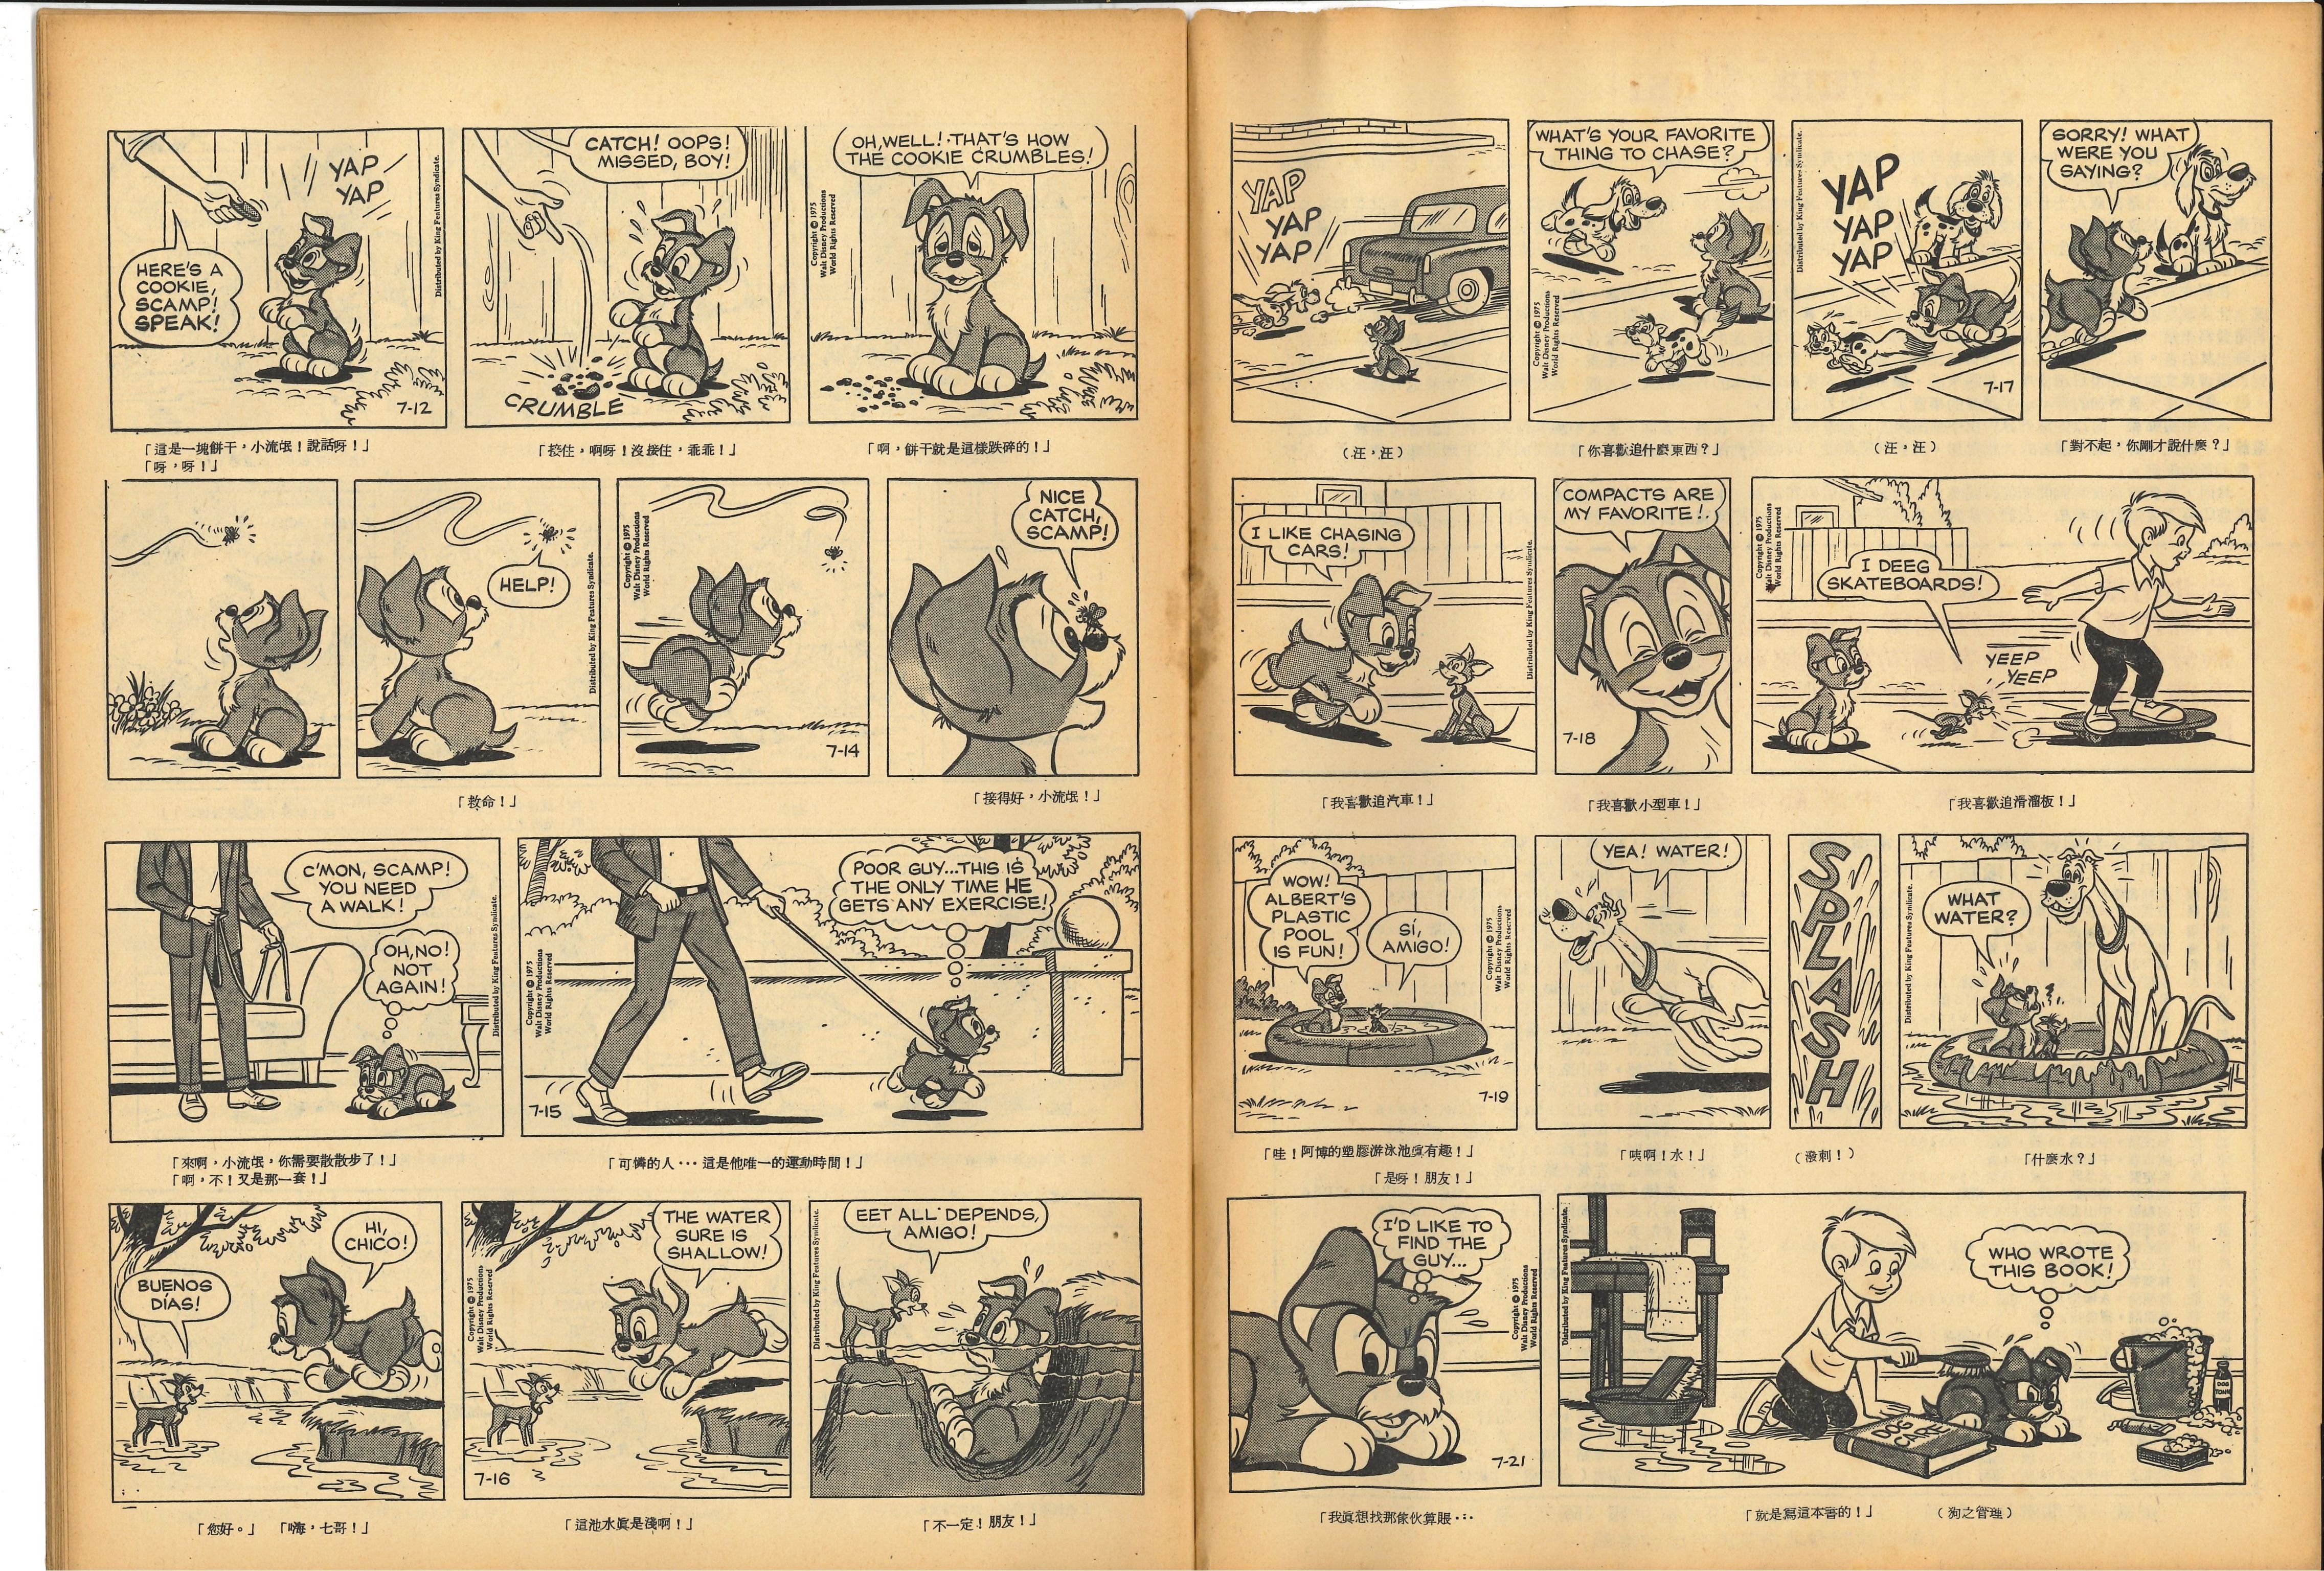 HERE'S A
COOKIE,
SCAMP!
SPEAK!
YAP
YAP
Distributed by King Features Syndicate.
7-12
CATCH! OOPS!
MISSED, BOY!
CRUMBLE
OH, WELL! THAT'S HOW
THE COOKIE CRUMBLES!
Copyright © 1975
Walt Disney Productions
World Rights Reserved
「這是一塊餅干，小流氓！說話呀！」
「呀，呀！」
「接住，啊呀！沒接住，乖乖！」
「啊，餅干就是這樣跌碎的！」
HELP!
Distributed by King Features Syndicate.
Copyright © 1975
Walt Disney Productions
World Rights Reserved
7-14
NICE
CATCH,
SCAMP!
「救命！」
「接得好，小流氓！」
C'MON, SCAMP!
YOU NEED
A WALK!
OH, NO!
NOT
AGAIN!
Distributed by King Features Syndicate.
Copyright © 1975
Walt Disney Productions
World Rights Reserved
7-15
POOR GUY...THIS IS
THE ONLY TIME HE
GETS ANY EXERCISE!
「來啊，小流氓，你需要散散步了！」
「啊，不！又是那一套！」
「可憐的人…這是他唯一的運動時間！」
BUENOS
DÍAS!
HI,
CHICO!
Copyright © 1975
Walt Disney Productions
World Rights Reserved
7-16
THE WATER
SURE IS
SHALLOW!
Distributed by King Features Syndicate.
EET ALL DEPENDS,
AMIGO!
「您好。」「嗨，七哥！」
「這池水眞是淺啊！」
「不一定！朋友！」
YAP
YAP
YAP
WHAT'S YOUR FAVORITE
THING TO CHASE?
Copyright © 1975
Walt Disney Productions
World Rights Reserved
Distributed by King Features Syndicate.
YAP
YAP
YAP
7-17
SORRY! WHAT
WERE YOU
SAYING?
（汪，汪）
「你喜歡追什麼東西？」
（汪，汪）
「對不起，你剛才說什麼？」
I LIKE CHASING
CARS!
Distributed by King Features Syndicate.
COMPACTS ARE
MY FAVORITE!
7-18
Copyright © 1975
Walt Disney Productions
World Rights Reserved
I DEEG
SKATEBOARDS!
YEEP
YEEP
「我喜歡追汽車！」
「我喜歡小型車！」
「我喜歡追滑溜板！」
WOW!
ALBERT'S
PLASTIC
POOL
IS FUN!
SÍ,
AMIGO!
Copyright © 1975
Walt Disney Productions
World Rights Reserved
7-19
YEA! WATER!
SPLASH
Distributed by King Features Syndicate.
WHAT
WATER?
「哇！阿博的塑膠游泳池眞有趣！」
「是呀！朋友！」
「咦啊！水！」
（潑刺！）
「什麼水？」
I'D LIKE TO
FIND THE
GUY...
Copyright © 1975
Walt Disney Productions
World Rights Reserved
7-21
Distributed by King Features Syndicate.
WHO WROTE
THIS BOOK!
DOG
CARE
DOG
TONIC
「我眞想找那傢伙算賬…
「就是寫這本書的！」
（狗之管理）